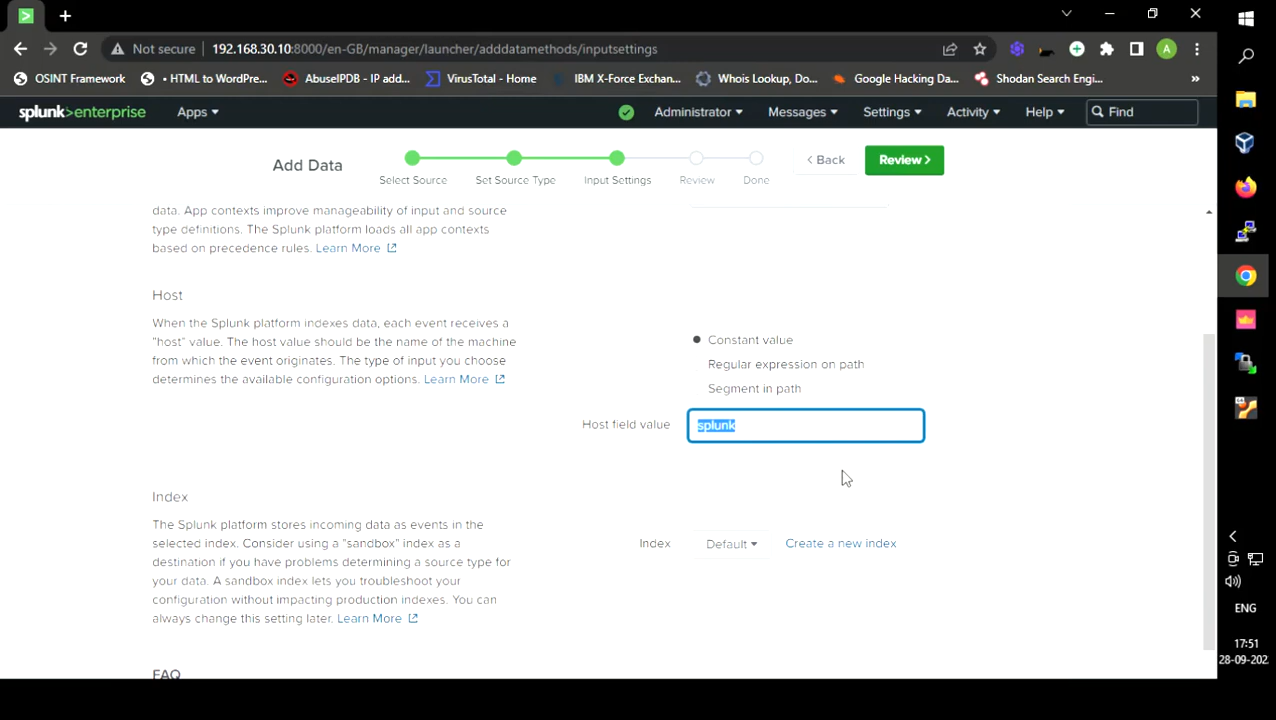 Not secure 192.168.30.10:8000/en-GB/manager/launcher/adddatamethods/inputsettings A
OSINT Framework • HTML to WordPre... AbuseIPDB - IP add... VirusTotal - Home IBM X-Force Exchan... Whois Lookup, Do... Google Hacking Da... Shodan Search Engi... »
splunk>enterprise Apps Administrator Messages Settings Activity Help Find
Add Data
Select Source Set Source Type Input Settings Review Done
< Back Review >
data. App contexts improve manageability of input and source
type definitions. The Splunk platform loads all app contexts
based on precedence rules. Learn More
Host
When the Splunk platform indexes data, each event receives a
"host" value. The host value should be the name of the machine
from which the event originates. The type of input you choose
determines the available configuration options. Learn More
Constant value
Regular expression on path
Segment in path
Host field value splunk
Index
The Splunk platform stores incoming data as events in the
selected index. Consider using a "sandbox" index as a
destination if you have problems determining a source type for
your data. A sandbox index lets you troubleshoot your
configuration without impacting production indexes. You can
always change this setting later. Learn More
Index Default Create a new index
FAQ
ENG
17:51
28-09-202